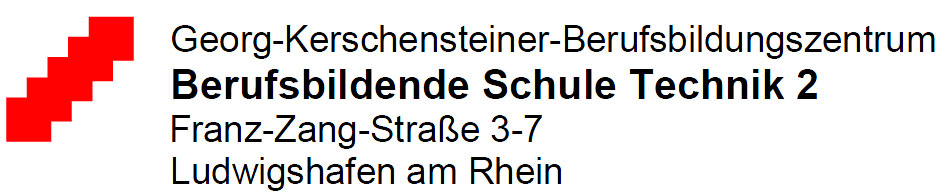 Georg-Kerschensteiner-Berufsbildungszentrum
Berufsbildende Schule Technik 2
Franz-Zang-Straße 3-7
Ludwigshafen am Rhein